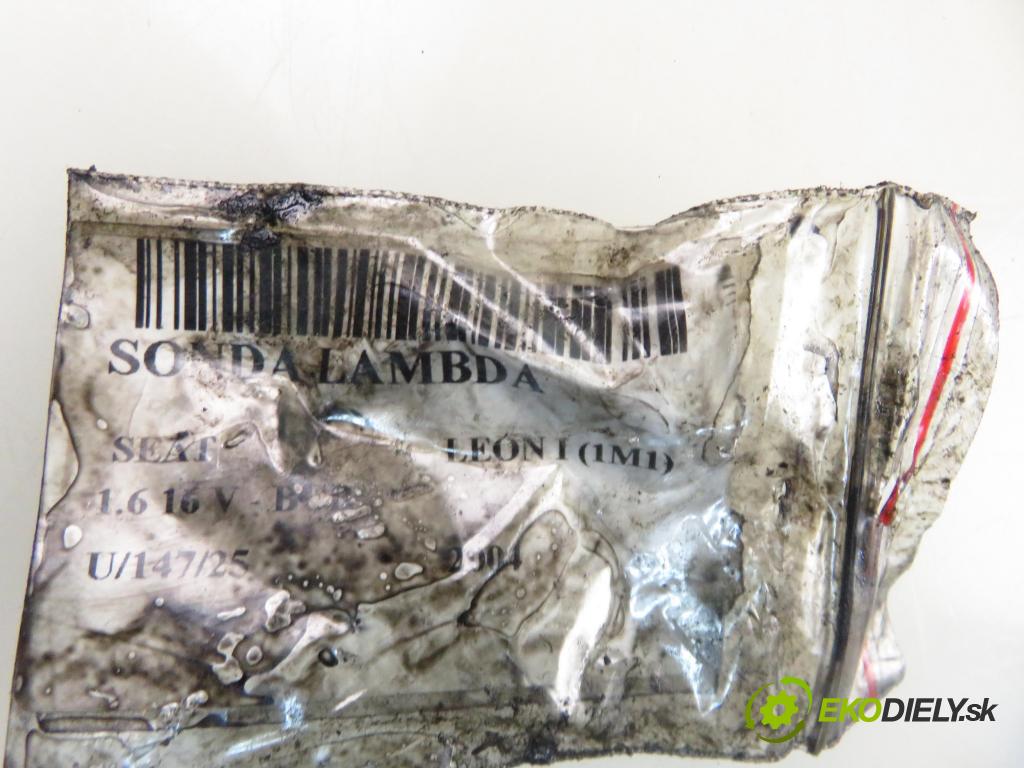 SONDA LAMBDA
SEAT LEON I (1M1)
1.6 16 V -
U/147/25 2004
EKODIELY.sk